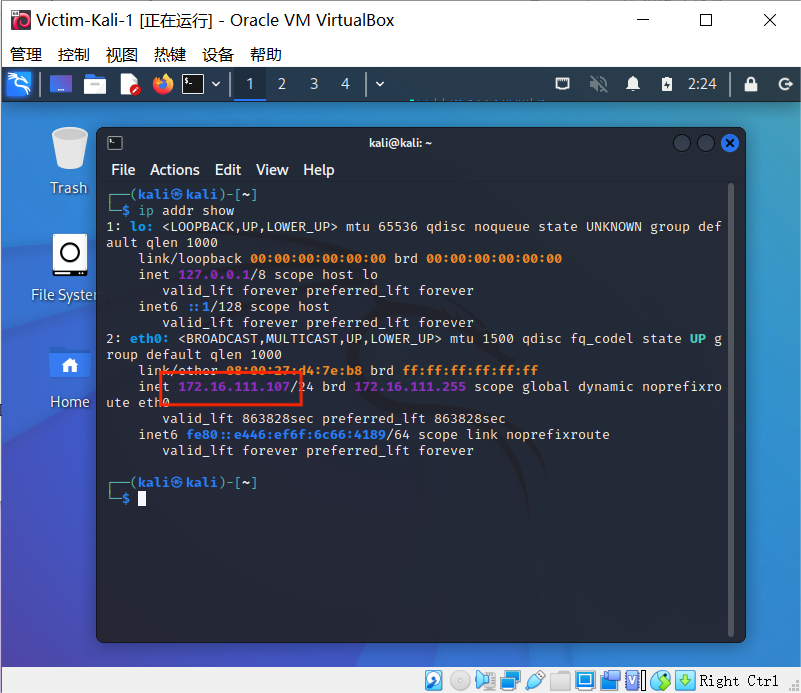 Victim-Kali-1 [正在运行] - Oracle VM VirtualBox
管理 控制 视图 热键 设备 帮助
1 2 3 4 2:24
kali@kali: ~
File Actions Edit View Help
Trash
File System
Home
┌──(kali㉿kali)-[~]
└─$ ip addr show
1: lo: <LOOPBACK,UP,LOWER_UP> mtu 65536 qdisc noqueue state UNKNOWN group def
ault qlen 1000
link/loopback 00:00:00:00:00:00 brd 00:00:00:00:00:00
inet 127.0.0.1/8 scope host lo
valid_lft forever preferred_lft forever
inet6 ::1/128 scope host
valid_lft forever preferred_lft forever
2: eth0: <BROADCAST,MULTICAST,UP,LOWER_UP> mtu 1500 qdisc fq_codel state UP g
roup default qlen 1000
link/ether 08:00:27:d4:7e:b8 brd ff:ff:ff:ff:ff:ff
inet 172.16.111.107/24 brd 172.16.111.255 scope global dynamic noprefixro
ute eth0
valid_lft 863828sec preferred_lft 863828sec
inet6 fe80::e446:ef6f:6c66:4189/64 scope link noprefixroute
valid_lft forever preferred_lft forever
┌──(kali㉿kali)-[~]
└─$
Right Ctrl